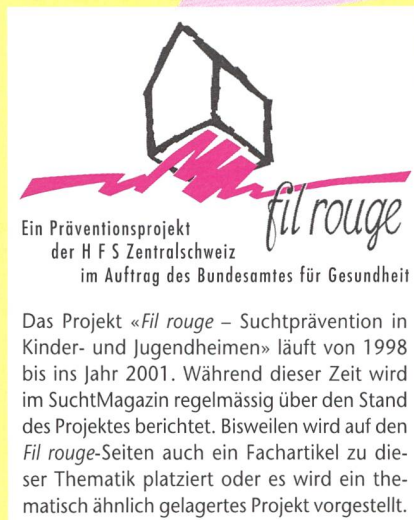 fil rouge
Ein Präventionsprojekt
der H F S Zentralschweiz
im Auftrag des Bundesamtes für Gesundheit
Das Projekt «Fil rouge – Suchtprävention in
Kinder- und Jugendheimen» läuft von 1998
bis ins Jahr 2001. Während dieser Zeit wird
im SuchtMagazin regelmässig über den Stand
des Projektes berichtet. Bisweilen wird auf den
Fil rouge-Seiten auch ein Fachartikel zu die-
ser Thematik platziert oder es wird ein the-
matisch ähnlich gelagertes Projekt vorgestellt.